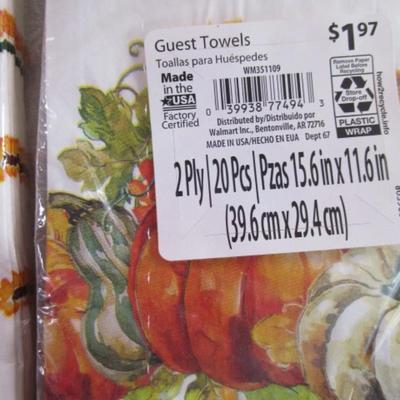 Guest Towels
$1.97
Toallas para Huéspedes
Made
in the
USA
Factory
Certified
WM351109
0 39938 77494 3
Distributed by/Distribuido por
Walmart Inc., Bentonville, AR 72716
MADE IN USA/HECHO EN EUA Dept 67
Remove Paper
Label Before
Recycling
Store
Drop-off
PLASTIC
WRAP
how2recycle.info
2 Ply | 20 Pcs | Pzas 15.6 in x 11.6 in
(39.6 cm x 29.4 cm)